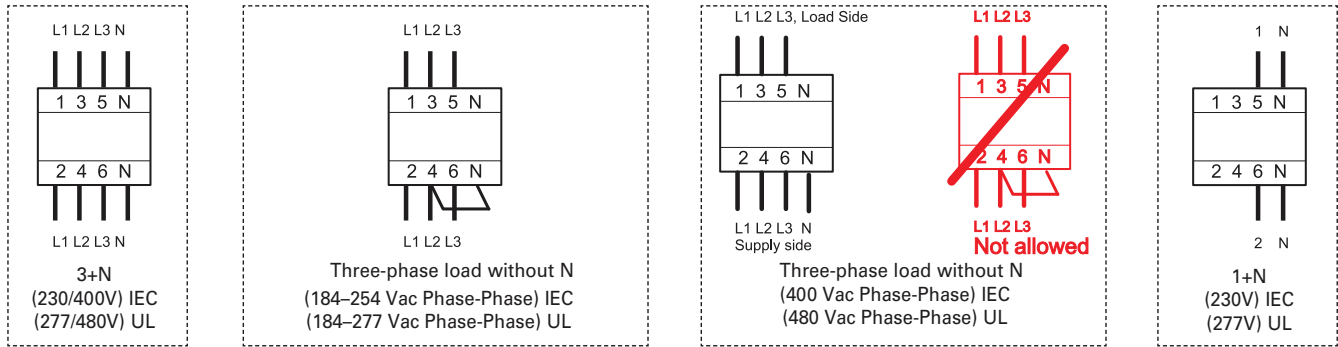 L1 L2 L3 N
1 3 5 N
2 4 6 N
L1 L2 L3 N
3+N
(230/400V) IEC
(277/480V) UL
L1 L2 L3
1 3 5 N
2 4 6 N
L1 L2 L3
Three-phase load without N
(184–254 Vac Phase-Phase) IEC
(184–277 Vac Phase-Phase) UL
L1 L2 L3, Load Side
1 3 5 N
2 4 6 N
L1 L2 L3 N
Supply side
L1 L2 L3
1 3 5 N
2 4 6 N
L1 L2 L3
Not allowed
Three-phase load without N
(400 Vac Phase-Phase) IEC
(480 Vac Phase-Phase) UL
1 N
1 3 5 N
2 4 6 N
2 N
1+N
(230V) IEC
(277V) UL